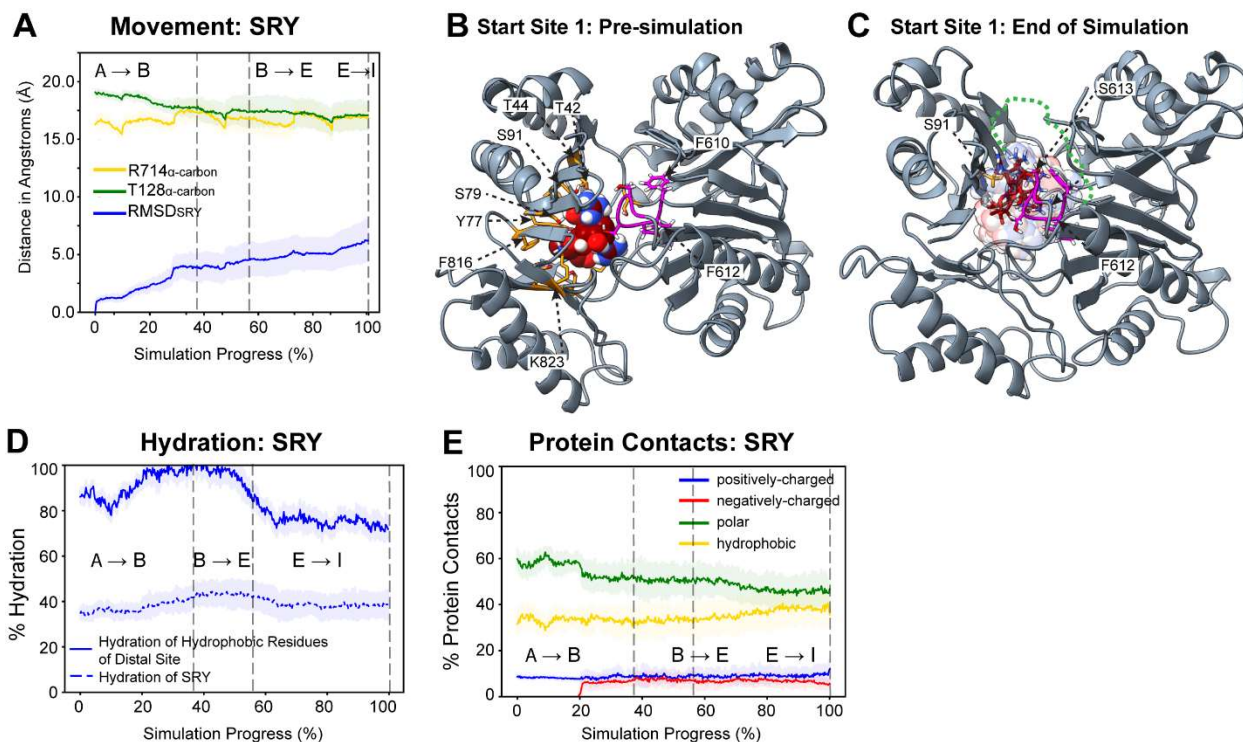 A
Movement: SRY
A → B
B → E
E→I
20.0
15.0
10.0
5.0
0.0
Distance in Angstroms (Å)
R714α-carbon
T128α-carbon
RMSDSRY
0 20 40 60 80 100
Simulation Progress (%)
B Start Site 1: Pre-simulation
T44
T42
S91
F610
S79
Y77
F816
F612
K823
C Start Site 1: End of Simulation
S613
S91
F612
D
Hydration: SRY
100
80
60
40
20
0
% Hydration
A → B
B → E
E → I
Hydration of Hydrophobic Residues
of Distal Site
Hydration of SRY
0 20 40 60 80 100
Simulation Progress (%)
E
Protein Contacts: SRY
100
80
60
40
20
0
% Protein Contacts
positively-charged
negatively-charged
polar
hydrophobic
A → B
B → E
E → I
0 20 40 60 80 100
Simulation Progress (%)